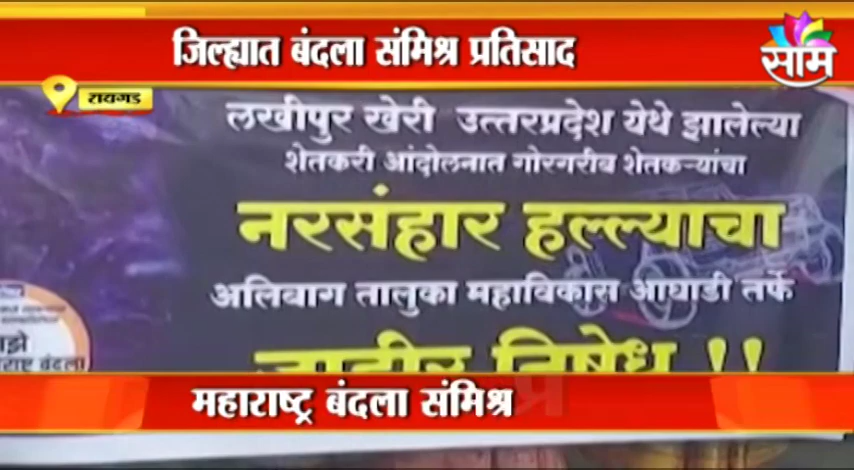 जिल्ह्यात बंदला संमिश्र प्रतिसाद
साम
रायगड
लखीपुर खेरी उत्तरप्रदेश येथे झालेल्या
शेतकरी आंदोलनात गोरगरीब शेतकऱ्यांचा
नरसंहार हल्ल्याचा
अलिबाग तालुका महाविकास आघाडी तर्फे
जाहीर निषेध !!
महाराष्ट्र बंदला संमिश्र